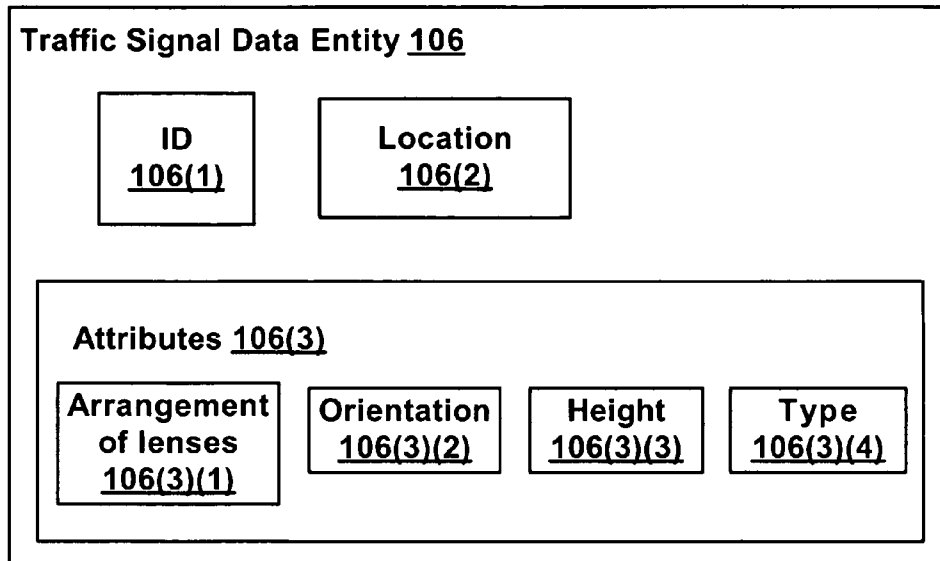 Traffic Signal Data Entity 106
ID
106(1)
Location
106(2)
Attributes 106(3)
Arrangement
of lenses
106(3)(1)
Orientation
106(3)(2)
Height
106(3)(3)
Type
106(3)(4)